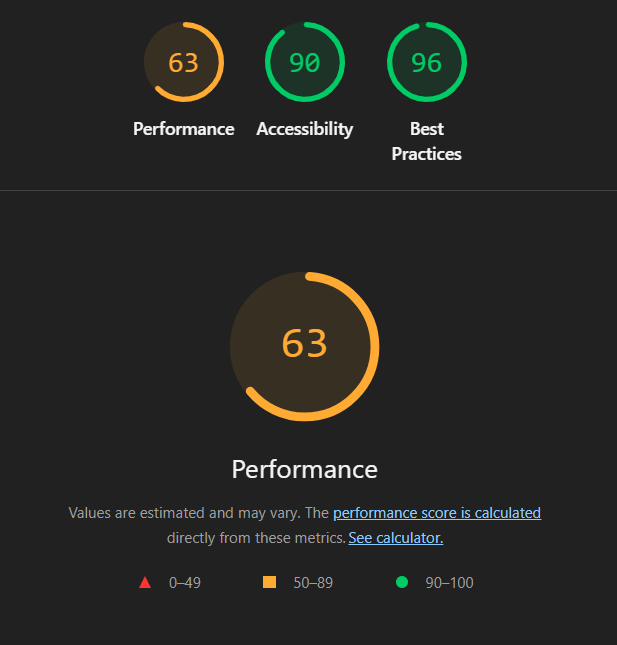 63
90
96
Performance
Accessibility
Best
Practices
63
Performance
Values are estimated and may vary. The performance score is calculated
directly from these metrics. See calculator.
0–49
50–89
90–100